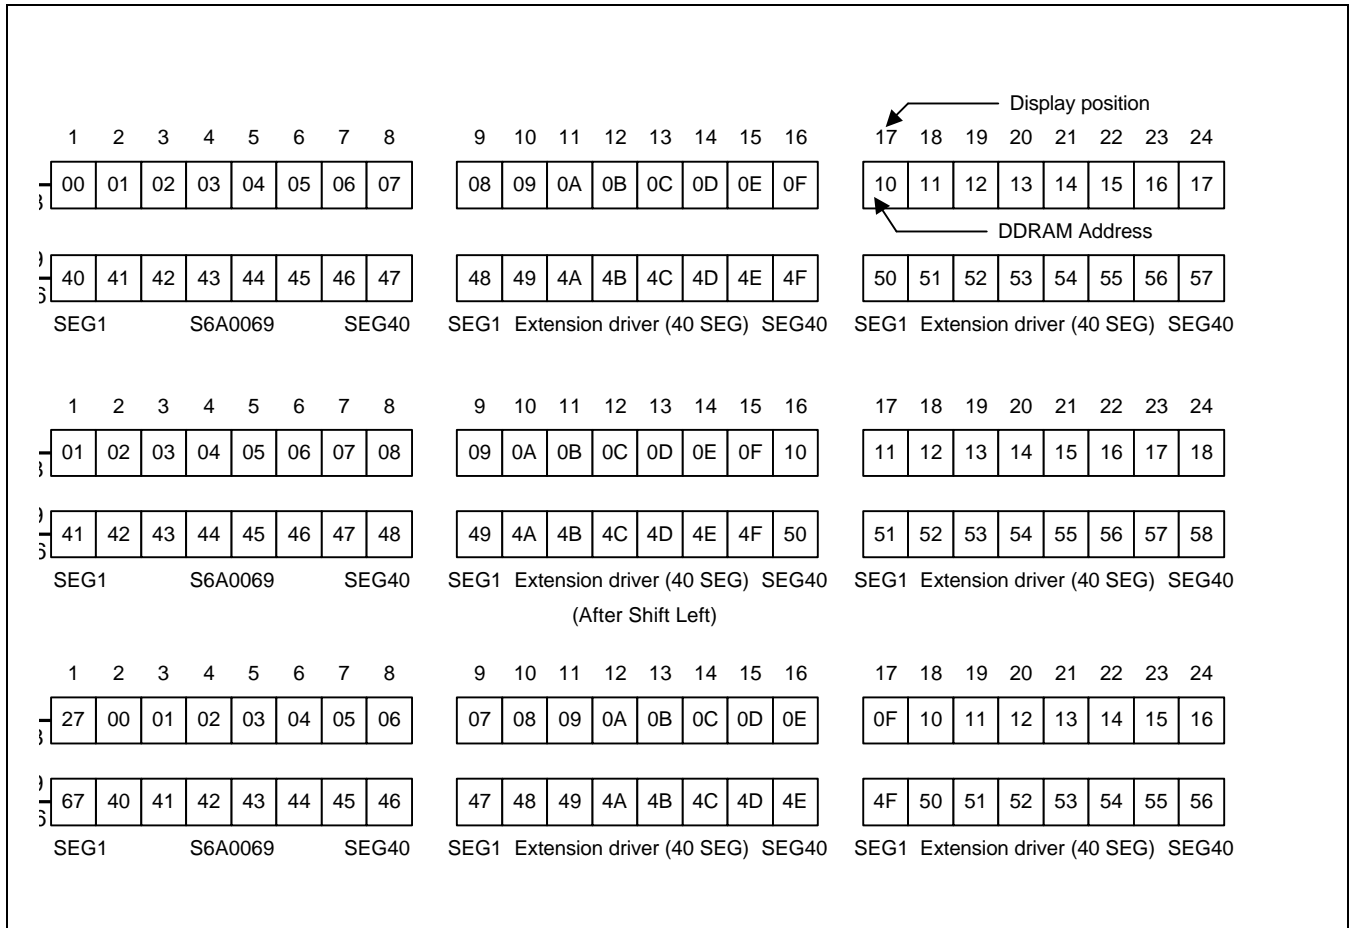 Display position
1 2 3 4 5 6 7 8 9 10 11 12 13 14 15 16 17 18 19 20 21 22 23 24
00 01 02 03 04 05 06 07 08 09 0A 0B 0C 0D 0E 0F 10 11 12 13 14 15 16 17
DDRAM Address
40 41 42 43 44 45 46 47 48 49 4A 4B 4C 4D 4E 4F 50 51 52 53 54 55 56 57
SEG1 S6A0069 SEG40 SEG1 Extension driver (40 SEG) SEG40 SEG1 Extension driver (40 SEG) SEG40
1 2 3 4 5 6 7 8 9 10 11 12 13 14 15 16 17 18 19 20 21 22 23 24
01 02 03 04 05 06 07 08 09 0A 0B 0C 0D 0E 0F 10 11 12 13 14 15 16 17 18
41 42 43 44 45 46 47 48 49 4A 4B 4C 4D 4E 4F 50 51 52 53 54 55 56 57 58
SEG1 S6A0069 SEG40 SEG1 Extension driver (40 SEG) SEG40 SEG1 Extension driver (40 SEG) SEG40
(After Shift Left)
1 2 3 4 5 6 7 8 9 10 11 12 13 14 15 16 17 18 19 20 21 22 23 24
27 00 01 02 03 04 05 06 07 08 09 0A 0B 0C 0D 0E 0F 10 11 12 13 14 15 16
67 40 41 42 43 44 45 46 47 48 49 4A 4B 4C 4D 4E 4F 50 51 52 53 54 55 56
SEG1 S6A0069 SEG40 SEG1 Extension driver (40 SEG) SEG40 SEG1 Extension driver (40 SEG) SEG40